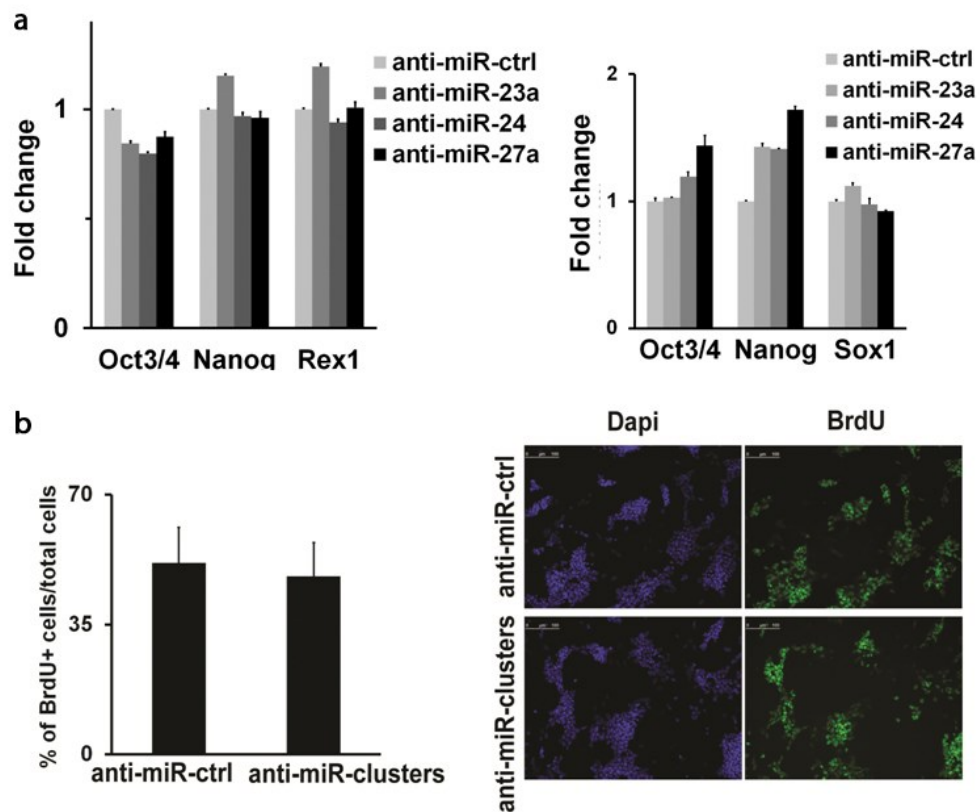 a
anti-miR-ctrl
anti-miR-23a
anti-miR-24
anti-miR-27a
Fold change
1
0
Oct3/4 Nanog Rex1
anti-miR-ctrl
anti-miR-23a
anti-miR-24
anti-miR-27a
Fold change
2
1
0
Oct3/4 Nanog Sox1
b
% of BrdU+ cells/total cells
70
35
0
anti-miR-ctrl anti-miR-clusters
Dapi BrdU
anti-miR-ctrl
anti-miR-clusters